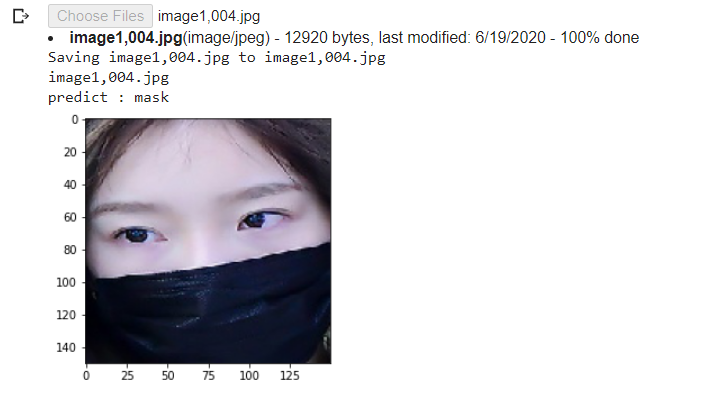 Choose Files image1,004.jpg
• image1,004.jpg(image/jpeg) - 12920 bytes, last modified: 6/19/2020 - 100% done
Saving image1,004.jpg to image1,004.jpg
image1,004.jpg
predict : mask
0
20
40
60
80
100
120
140
0 25 50 75 100 125